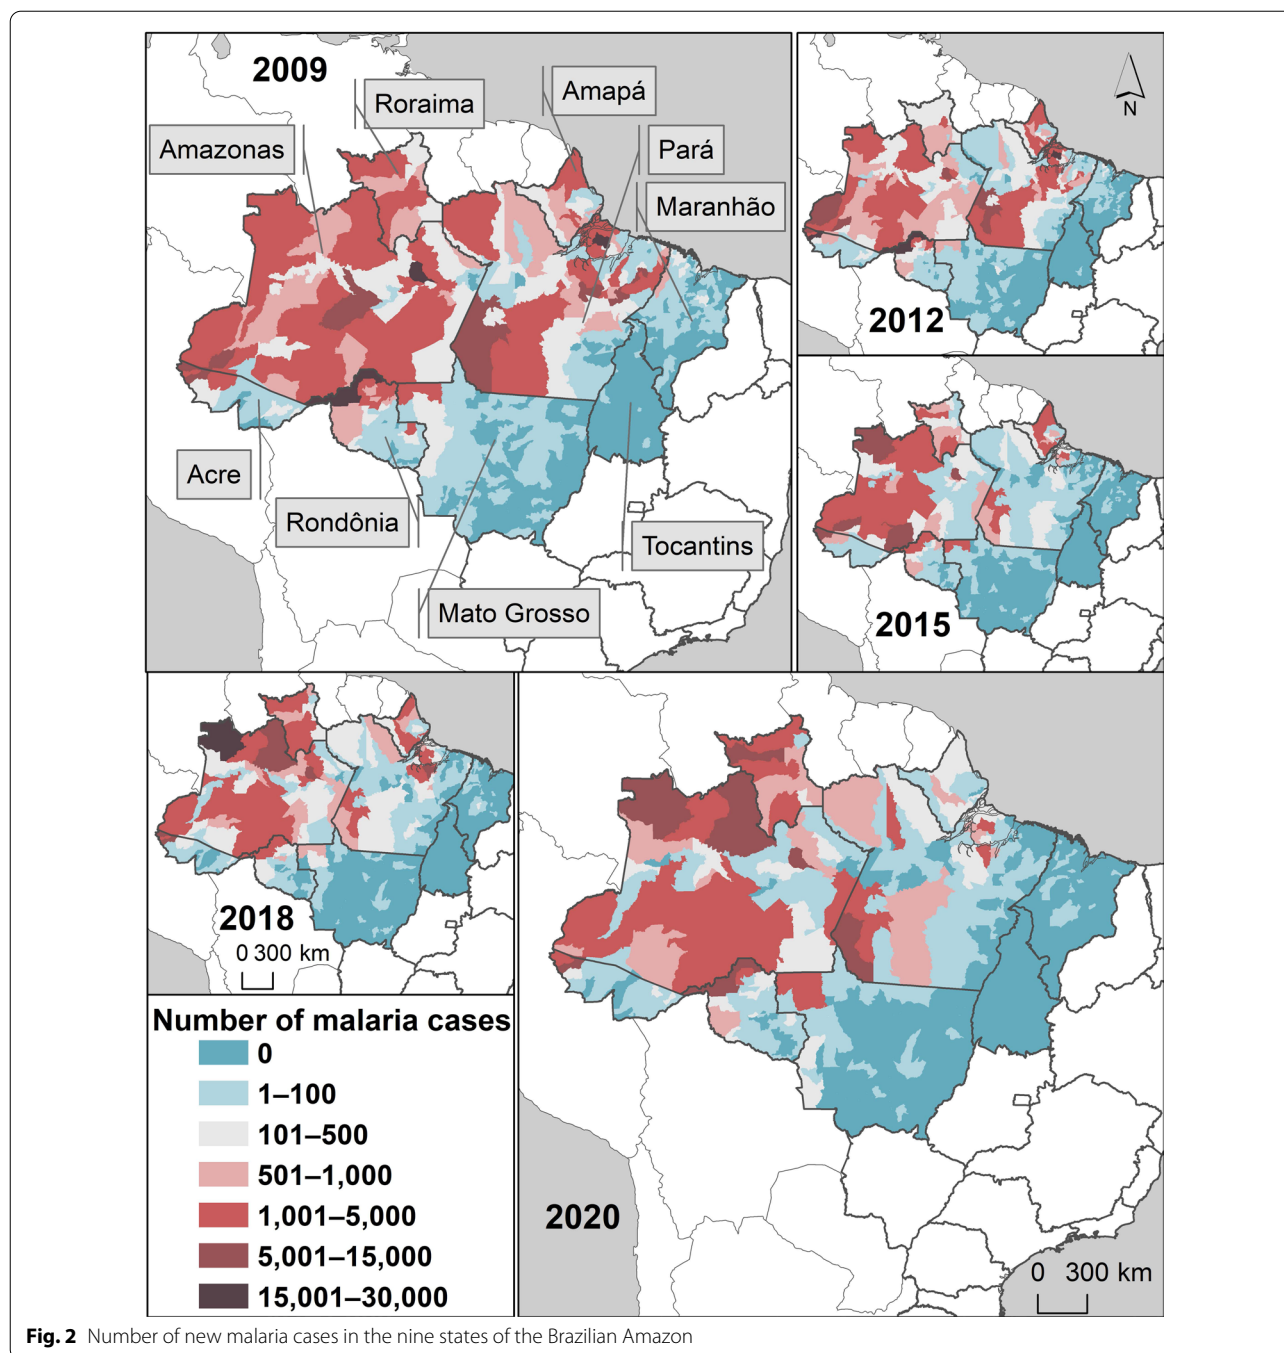 2009
Roraima
Amapá
Amazonas
Pará
Maranhão
Acre
Rondônia
Tocantins
Mato Grosso
N
2012
2015
2018
0 300 km
Number of malaria cases
0
1–100
101–500
501–1,000
1,001–5,000
5,001–15,000
15,001–30,000
2020
0 300 km
Fig. 2 Number of new malaria cases in the nine states of the Brazilian Amazon